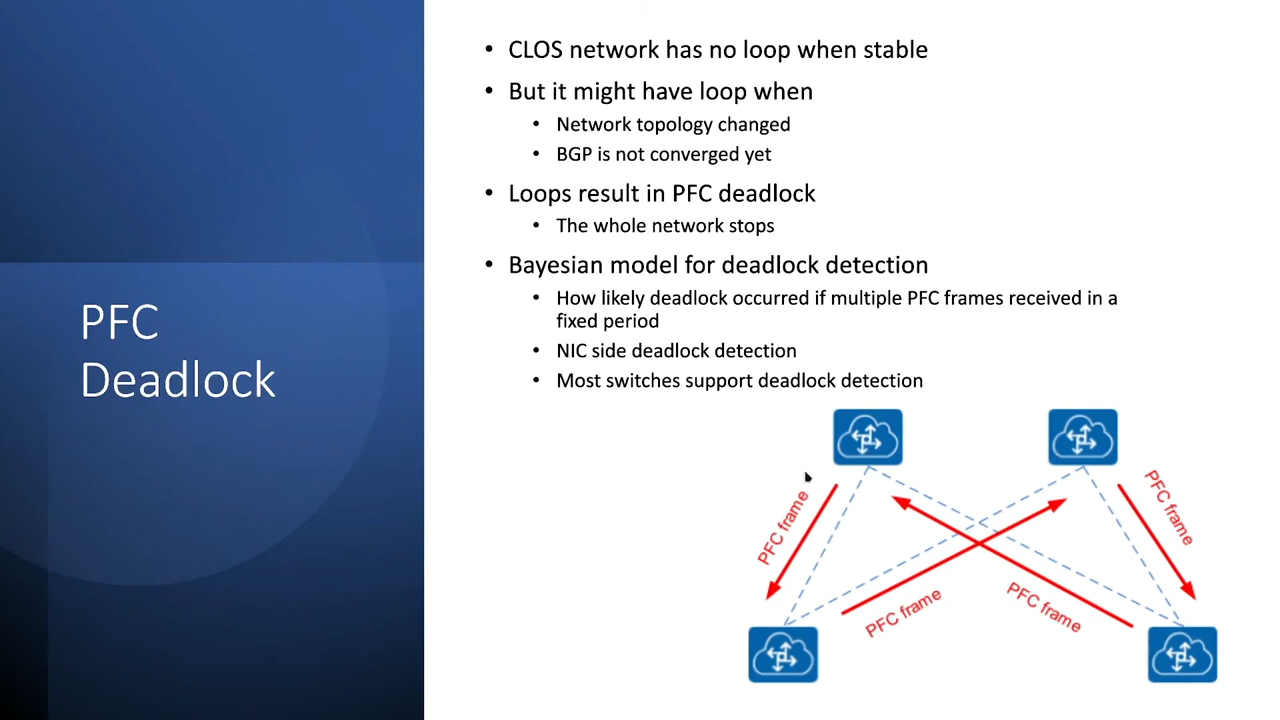 PFC
Deadlock
• CLOS network has no loop when stable
• But it might have loop when
• Network topology changed
• BGP is not converged yet
• Loops result in PFC deadlock
• The whole network stops
• Bayesian model for deadlock detection
• How likely deadlock occurred if multiple PFC frames received in a
fixed period
• NIC side deadlock detection
• Most switches support deadlock detection
PFC frame
PFC frame
PFC frame
PFC frame